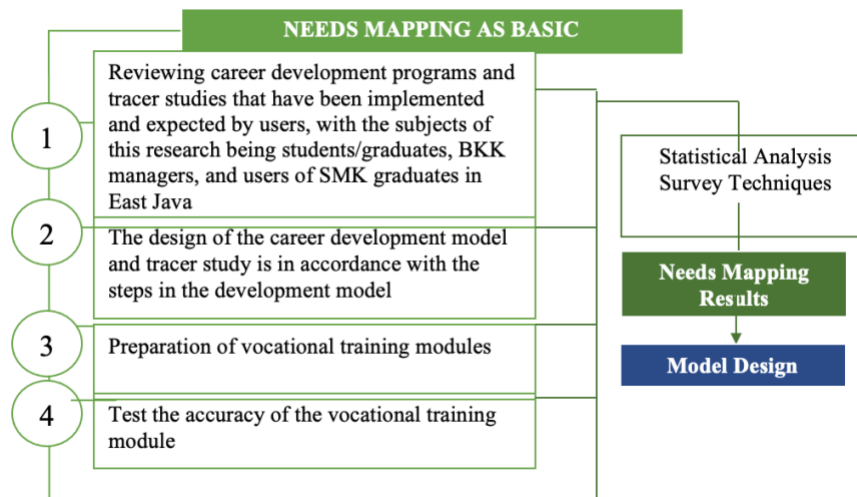 NEEDS MAPPING AS BASIC
1
Reviewing career development programs and
tracer studies that have been implemented
and expected by users, with the subjects of
this research being students/graduates, BKK
managers, and users of SMK graduates in
East Java
2
The design of the career development model
and tracer study is in accordance with the
steps in the development model
3
Preparation of vocational training modules
4
Test the accuracy of the vocational training
module
Statistical Analysis
Survey Techniques
Needs Mapping
Results
Model Design